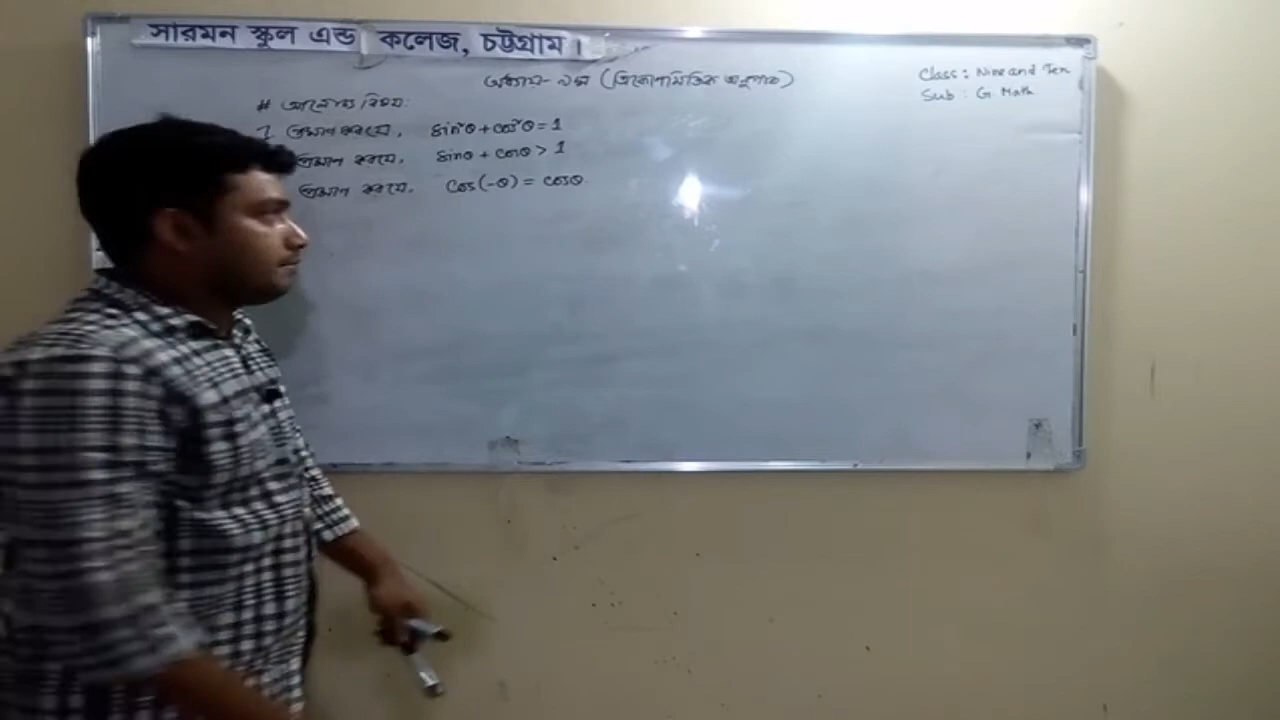 সারমন স্কুল এন্ড কলেজ, চট্টগ্রাম।
অধ্যায়- ৯ম (ত্রিকোণমিতিক অনুপাত)
Class: Nine and Ten
Sub : G. Math
# আলোচ্য বিষয়:
1 প্রমাণ কর যে, sin²θ + cos²θ = 1
প্রমাণ কর যে, sinθ + cosθ > 1
প্রমাণ কর যে, cos(-θ) = cosθ